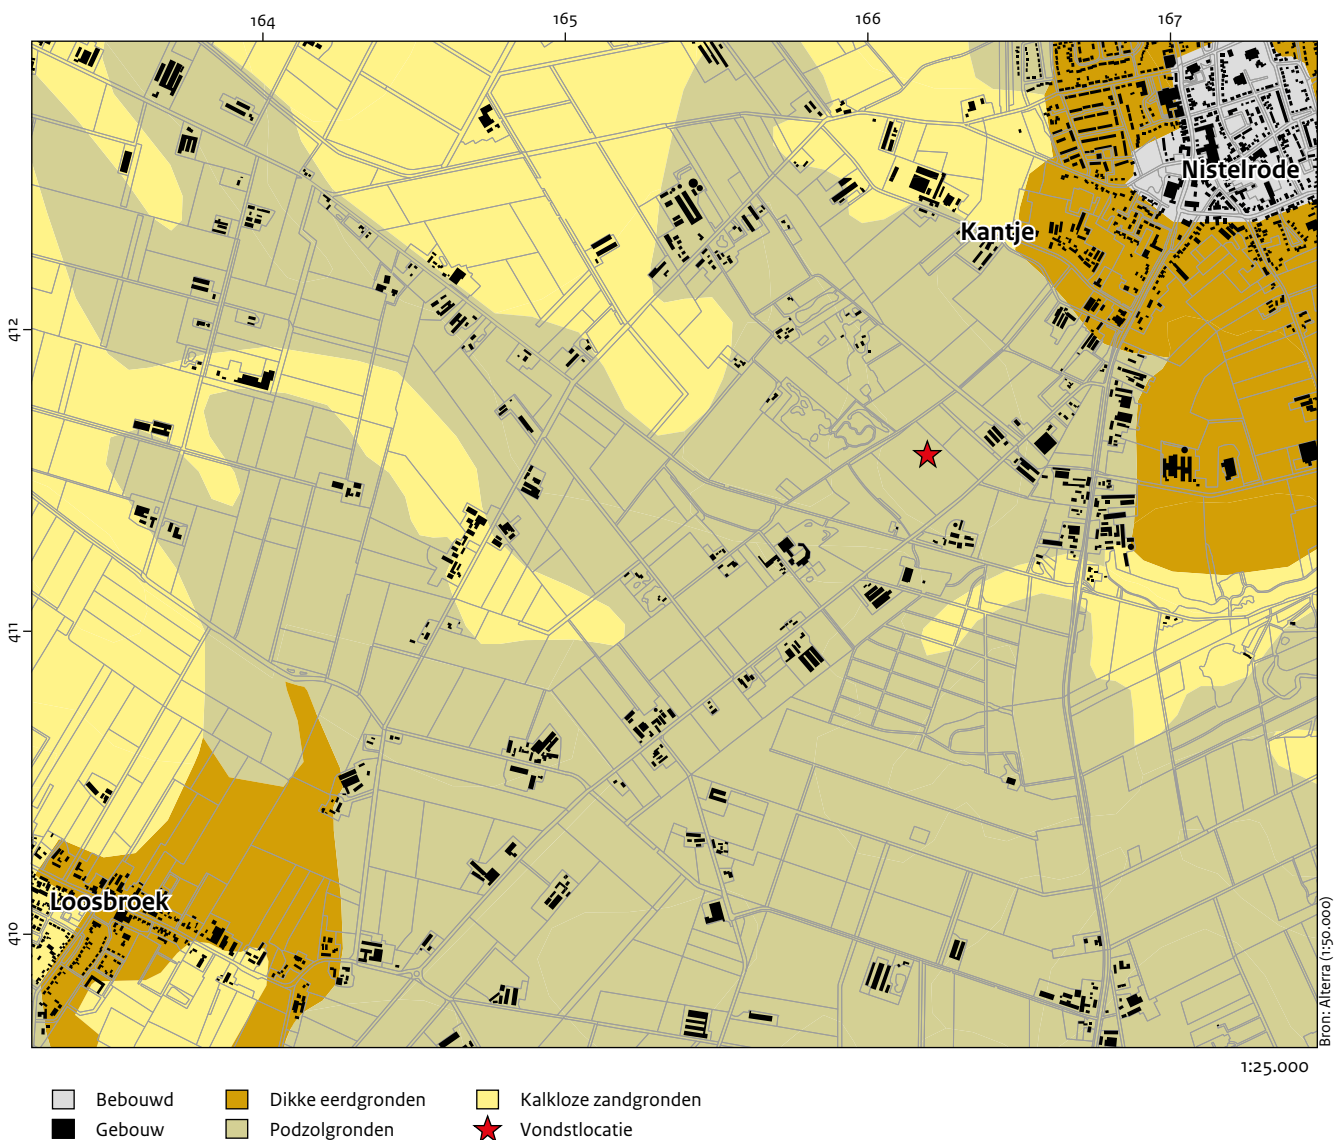 164 165 166 167
Nistelrode
Kantje
412
411
Loosbroek
410
Bron: Alterra (1:50.000)
1:25.000
Bebouwd Dikke eerdgronden Kalkloze zandgronden
Gebouw Podzolgronden Vondstlocatie